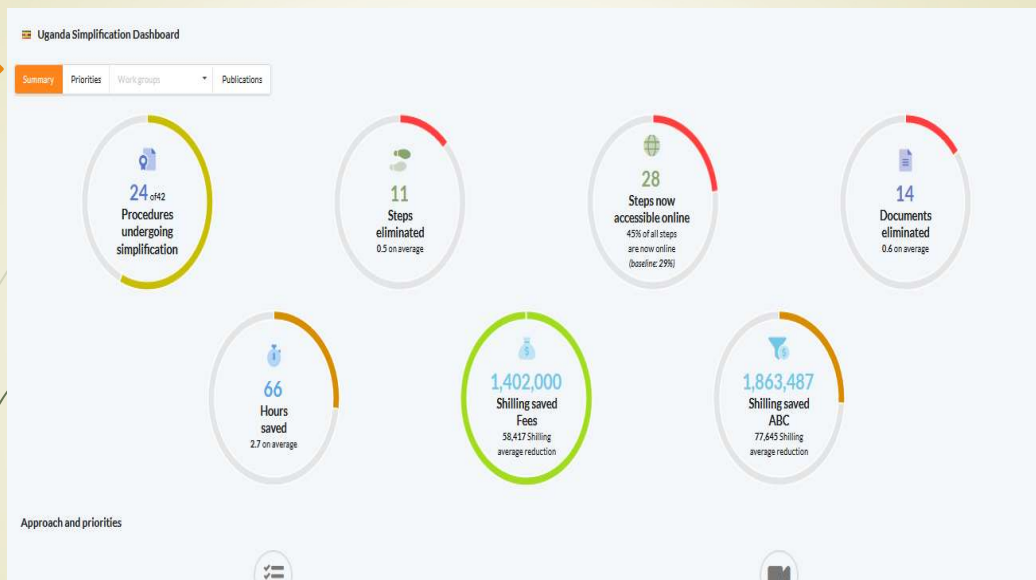 Uganda Simplification Dashboard
Summary Priorities Work groups Publications
24 of42
Procedures
undergoing
simplification
11
Steps
eliminated
0.5 on average
28
Steps now
accessible online
45% of all steps
are now online
(baseline: 29%)
14
Documents
eliminated
0.6 on average
66
Hours
saved
2.7 on average
1,402,000
Shilling saved
Fees
58,417 Shilling
average reduction
1,863,487
Shilling saved
ABC
77,645 Shilling
average reduction
Approach and priorities